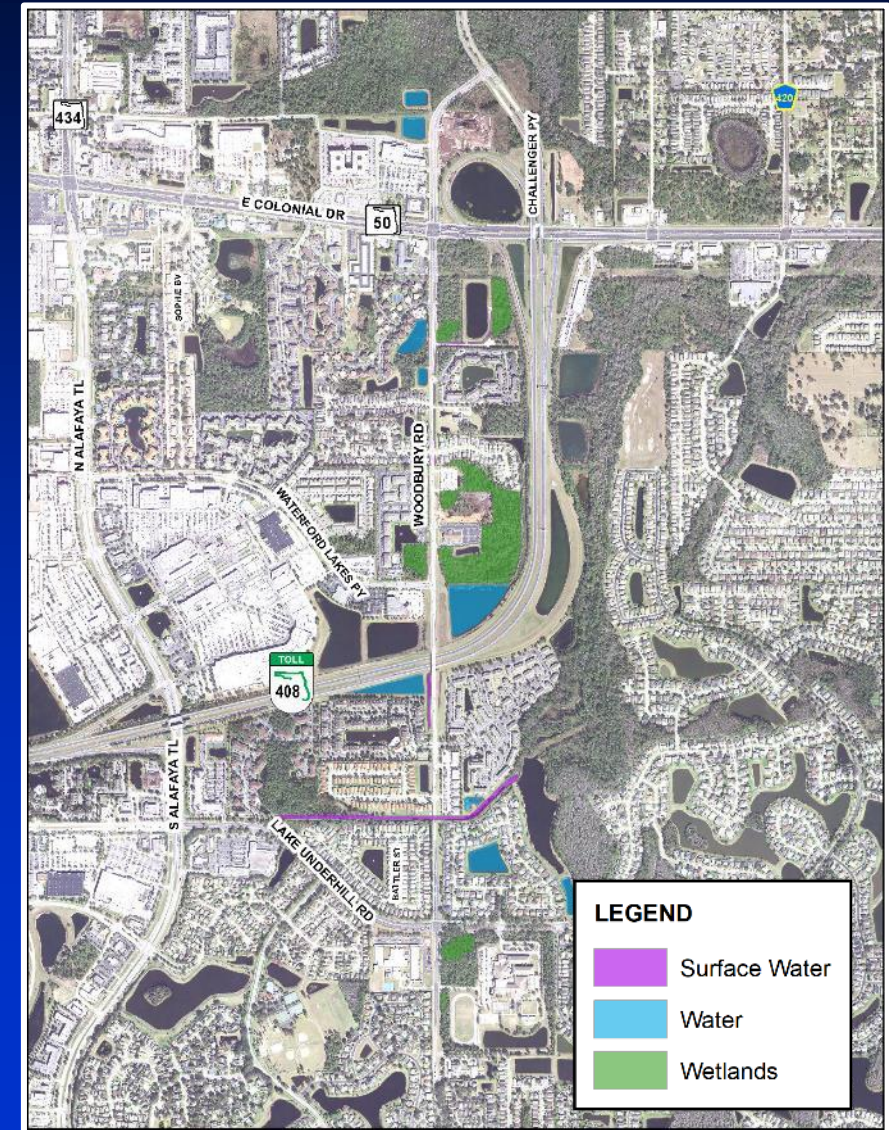 434
420
CHALLENGER PY
E COLONIAL DR
50
SOPHIE BV
N ALAFAYA TL
WOODBURY RD
WATERFORD LAKES PY
TOLL
408
S ALAFAYA TL
LAKE UNDERHILL RD
BATTLER ST
LEGEND
Surface Water
Water
Wetlands